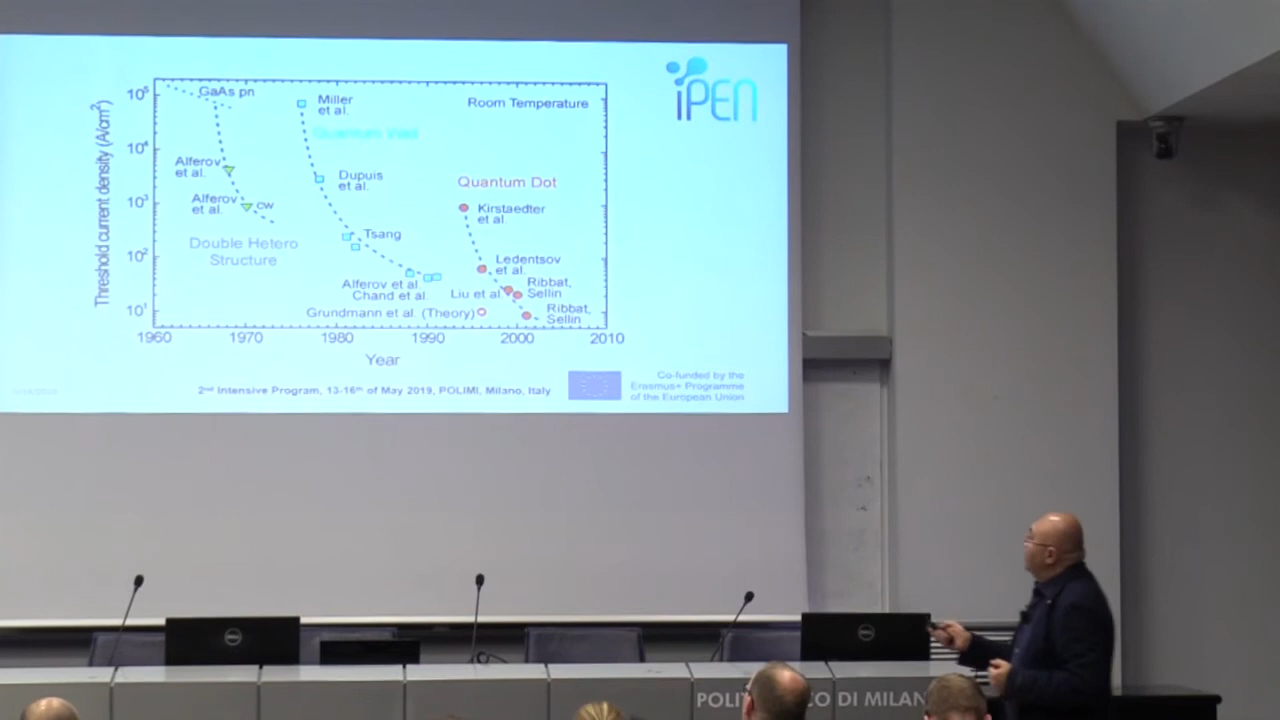 iPEN
Threshold current density (A/cm²)
10⁵
10⁴
10³
10²
10¹
GaAs pn
Miller
et al.
Room Temperature
Alferov
et al.
Dupuis
et al.
Quantum Dot
Alferov
et al.
cw
Kirstaedter
et al.
Double Hetero
Structure
Tsang
Ledentsov
et al.
Alferov et al.
Chand et al.
Liu et al.
Ribbat,
Sellin
Grundmann et al. (Theory)
Ribbat,
Sellin
1960 1970 1980 1990 2000 2010
Year
2nd Intensive Program, 13-16th of May 2019, POLIMI, Milano, Italy
Co-funded by the
Erasmus+ Programme
of the European Union
DELL
DELL
DI MILAN